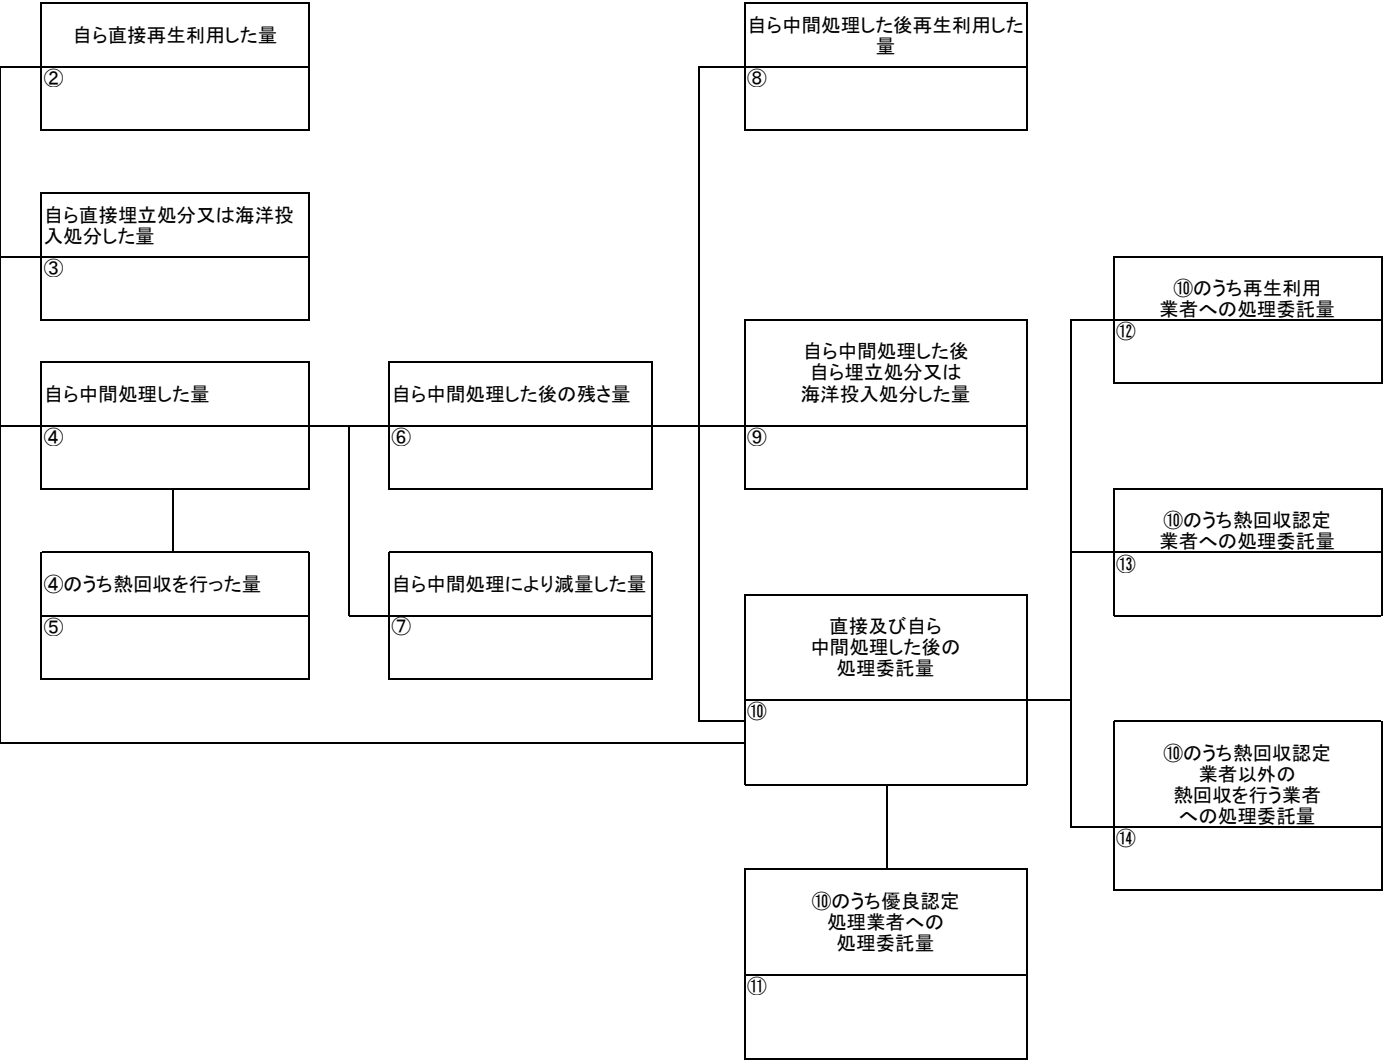 自ら直接再生利用した量
②
自ら直接埋立処分又は海洋投
入処分した量
③
自ら中間処理した量
④
④のうち熱回収を行った量
⑤
自ら中間処理した後の残さ量
⑥
自ら中間処理により減量した量
⑦
自ら中間処理した後再生利用した
量
⑧
自ら中間処理した後
自ら埋立処分又は
海洋投入処分した量
⑨
直接及び自ら
中間処理した後の
処理委託量
⑩
⑩のうち優良認定
処理業者への
処理委託量
⑪
⑩のうち再生利用
業者への処理委託量
⑫
⑩のうち熱回収認定
業者への処理委託量
⑬
⑩のうち熱回収認定
業者以外の
熱回収を行う業者
への処理委託量
⑭